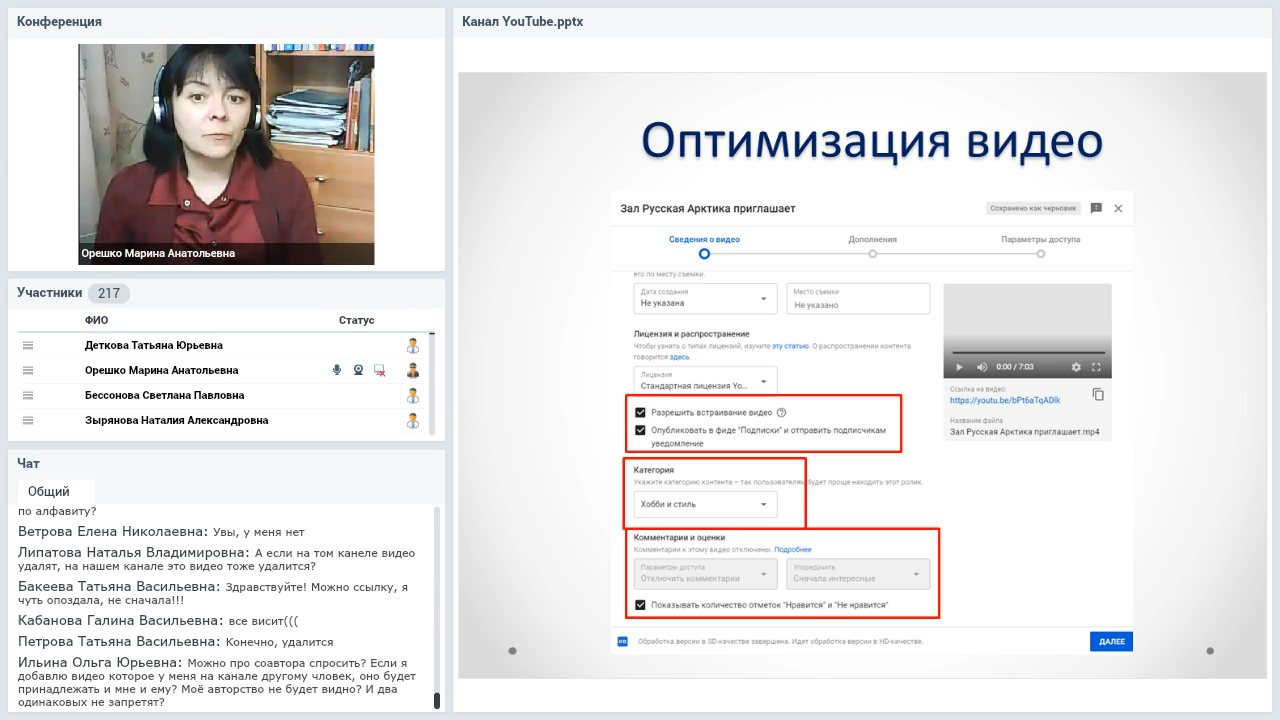 Конференция
Орешко Марина Анатольевна
Участники 217
ФИО Статус
Деткова Татьяна Юрьевна
Орешко Марина Анатольевна
Бессонова Светлана Павловна
Зырянова Наталия Александровна
Чат
Общий
по алфавиту?
Ветрова Елена Николаевна: Увы, у меня нет
Липатова Наталья Владимировна: А если на том канеле видео
удалят, на нашем канале это видео тоже удалится?
Бакеева Татьяна Васильевна: Здравствуйте! Можно ссылку, я
чуть опоздала, не сначала!!!
Кабанова Галина Васильевна: все висит(((
Петрова Татьяна Васильевна: Конечно, удалится
Ильина Ольга Юрьевна: Можно про соавтора спросить? Если я
добавлю видео которое у меня на канале другому чловек, оно будет
принадлежать и мне и ему? Моё авторство не будет видно? И два
одинаковых не запретят?
Канал YouTube.pptx
Оптимизация видео
Зал Русская Арктика приглашает
Сохранено как черновик
Сведения о видео Дополнения Параметры доступа
его по месту съемки.
Дата создания
Не указана
Место съемки
Не указано
Лицензия и распространение
Чтобы узнать о типах лицензий, изучите эту статью. О распространении контента
говорится здесь.
Лицензия
Стандартная лицензия Yo...
Разрешить встраивание видео
Опубликовать в фиде "Подписки" и отправить подписчикам
уведомление
Категория
Укажите категорию контента – так пользователям будет проще находить этот ролик.
Хобби и стиль
Комментарии и оценки
Комментарии к этому видео отключены. Подробнее
Параметры доступа
Отключить комментарии
Упорядочить
Сначала интересные
Показывать количество отметок "Нравится" и "Не нравится"
0:00 / 7:03
Ссылка на видео:
https://youtu.be/bPt6aTqADlk
Название файла
Зал Русская Арктика приглашает.mp4
HD
Обработка версии в SD-качестве завершена. Идет обработка версии в HD-качестве.
ДАЛЕЕ